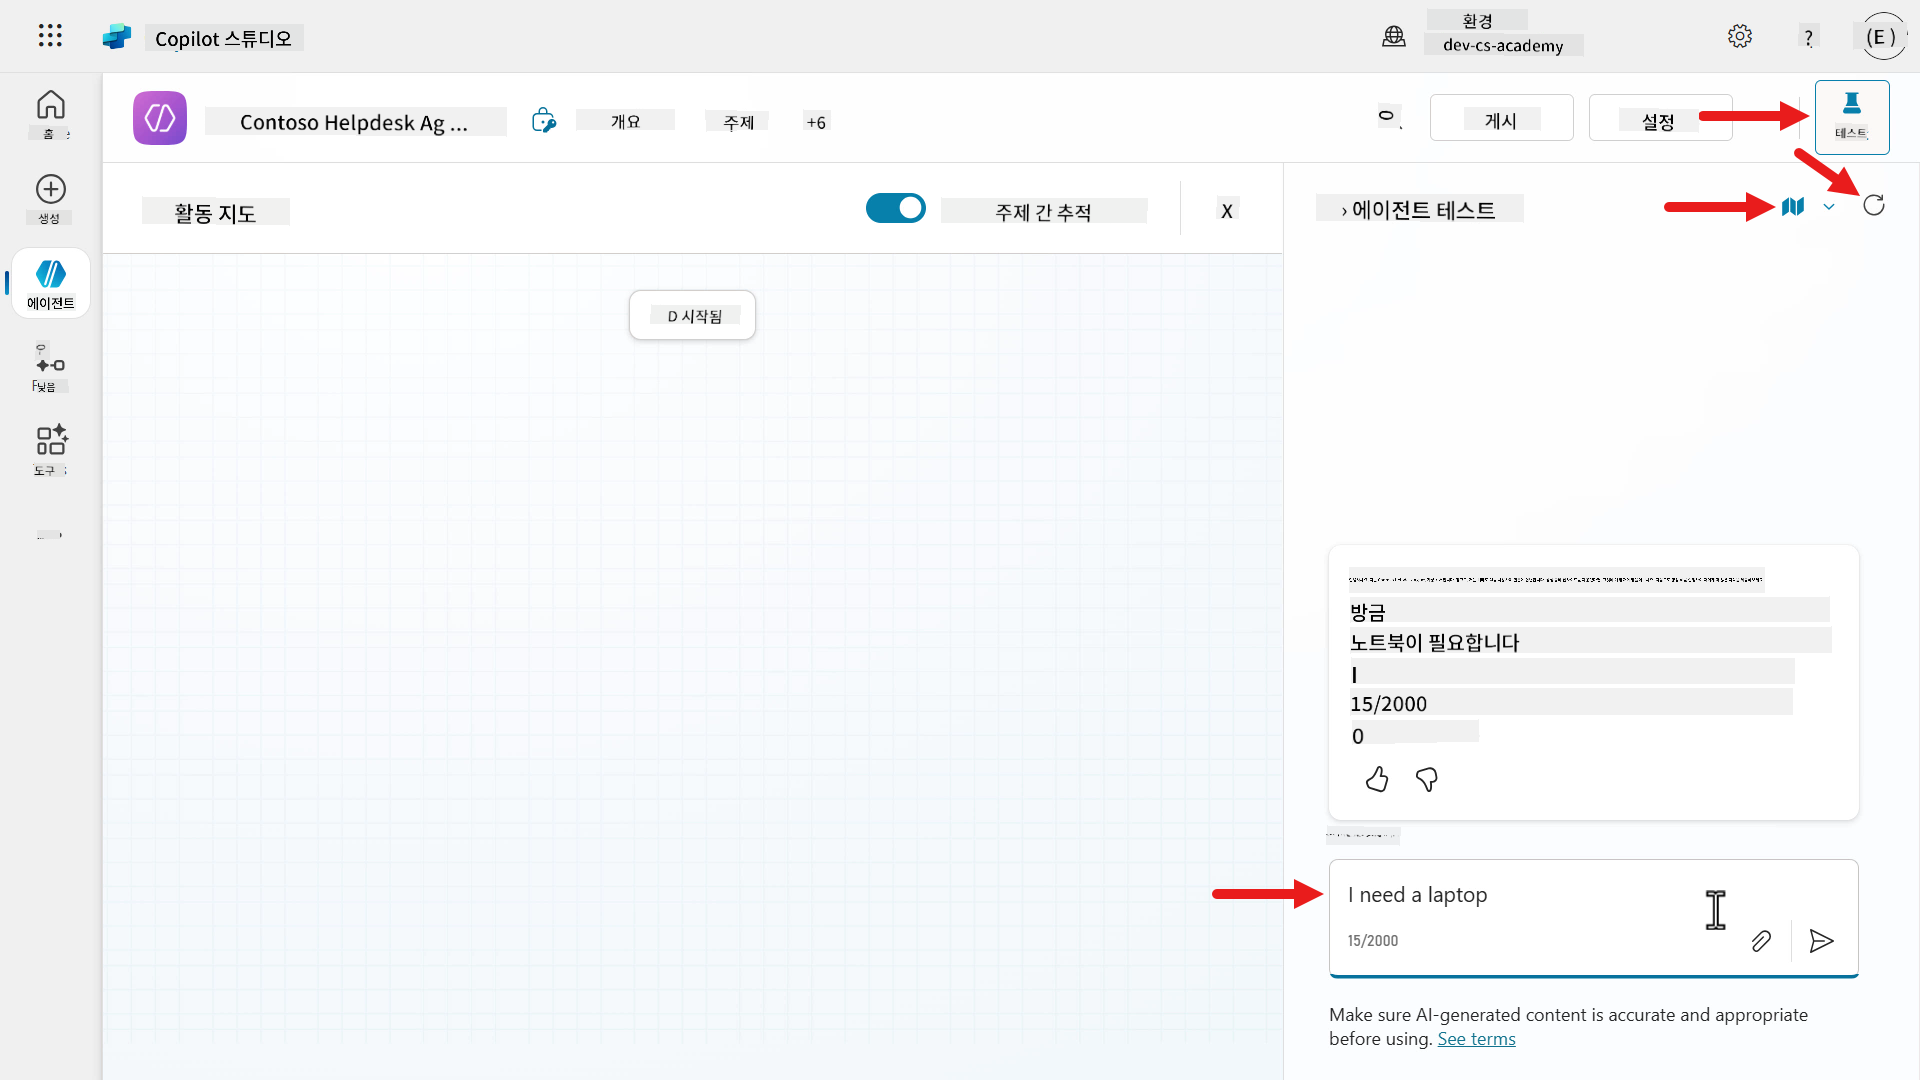 Copilot 스튜디오
환경
dev-cs-academy
?
(E )
홈
생성
에이전트
F낮음
도구
Contoso Helpdesk Ag ...
개요
주제
+6
게시
설정
테스트
활동 지도
주제 간 추적
X
› 에이전트 테스트
D 시작됨
방금
노트북이 필요합니다
I
15/2000
0
I need a laptop
15/2000
Make sure AI-generated content is accurate and appropriate
before using. See terms